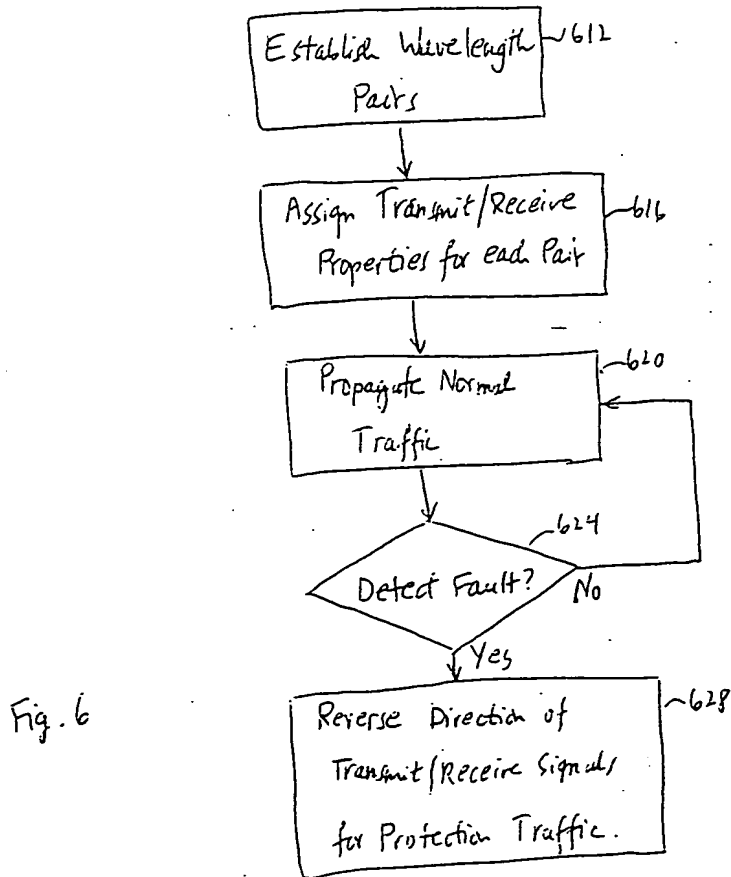 Establish Wavelength
Pairs
612
Assign Transmit/Receive
Properties for each Pair
616
Propagate Normal
Traffic
620
Detect Fault?
624
No
Yes
Reverse Direction of
Transmit/Receive Signals
for Protection Traffic.
628
Fig. 6